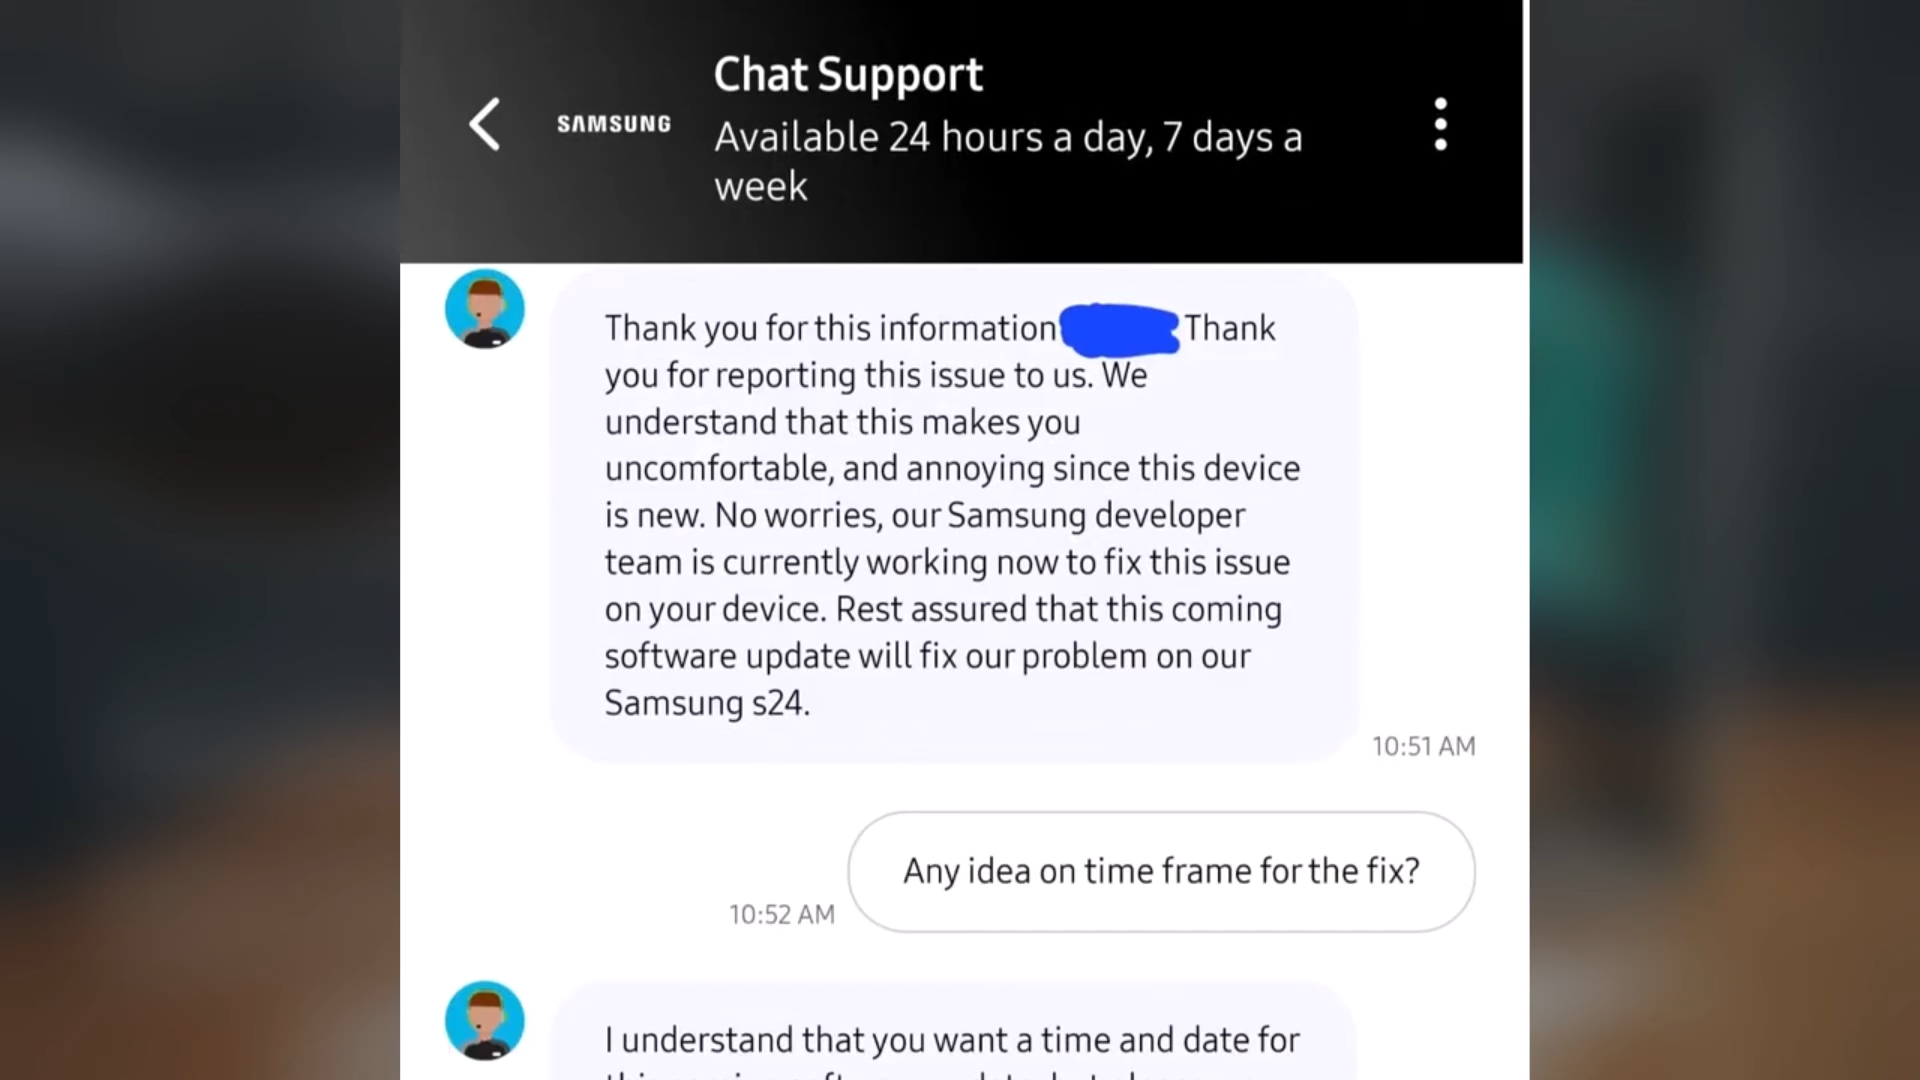 Chat Support
SAMSUNG
Available 24 hours a day, 7 days a
week
Thank you for this information Thank
you for reporting this issue to us. We
understand that this makes you
uncomfortable, and annoying since this device
is new. No worries, our Samsung developer
team is currently working now to fix this issue
on your device. Rest assured that this coming
software update will fix our problem on our
Samsung s24.
10:51 AM
Any idea on time frame for the fix?
10:52 AM
I understand that you want a time and date for